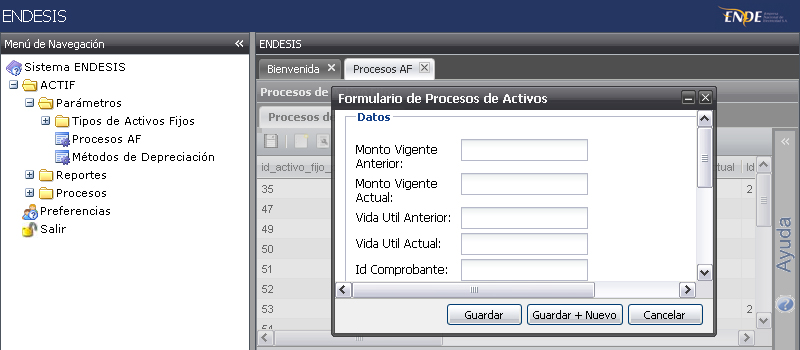 ENDESIS
ENDE
Menú de Navegación
«
ENDESIS
Sistema ENDESIS
Bienvenida
Procesos AF
ACTIF
Procesos de
Parámetros
Formulario de Procesos de Activos
Tipos de Activos Fijos
Procesos de
Datos
Procesos AF
Métodos de Depreciación
Reportes
Procesos
Preferencias
Salir
id_activo_fijo_
tual
Id
35
2
47
49
50
51
52
53
2
54
Monto Vigente
Anterior:
Monto Vigente
Actual:
Vida Util Anterior:
Vida Util Actual:
Id Comprobante:
Guardar
Guardar + Nuevo
Cancelar
«
Ayuda